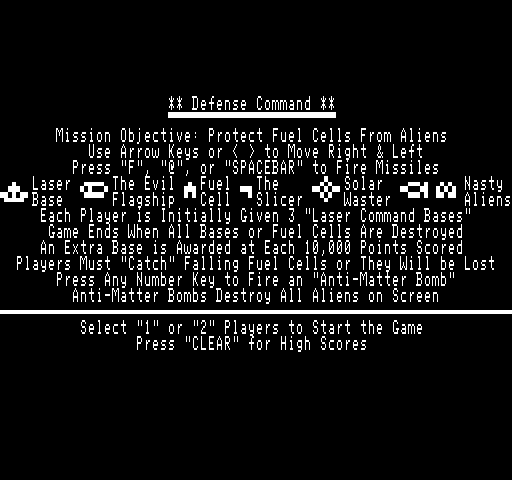 ** Defense Command **
Mission Objective: Protect Fuel Cells From Aliens
Use Arrow Keys or < > to Move Right & Left
Press "F", "@", or "SPACEBAR" to Fire Missiles
Laser The Evil Fuel The Solar Nasty
Base Flagship Cell Slicer Waster Aliens
Each Player is Initially Given 3 "Laser Command Bases"
Game Ends When All Bases or Fuel Cells Are Destroyed
An Extra Base is Awarded at Each 10,000 Points Scored
Players Must "Catch" Falling Fuel Cells or They Will be Lost
Press Any Number Key to Fire an "Anti-Matter Bomb"
Anti-Matter Bombs Destroy All Aliens on Screen
Select "1" or "2" Players to Start the Game
Press "CLEAR" for High Scores